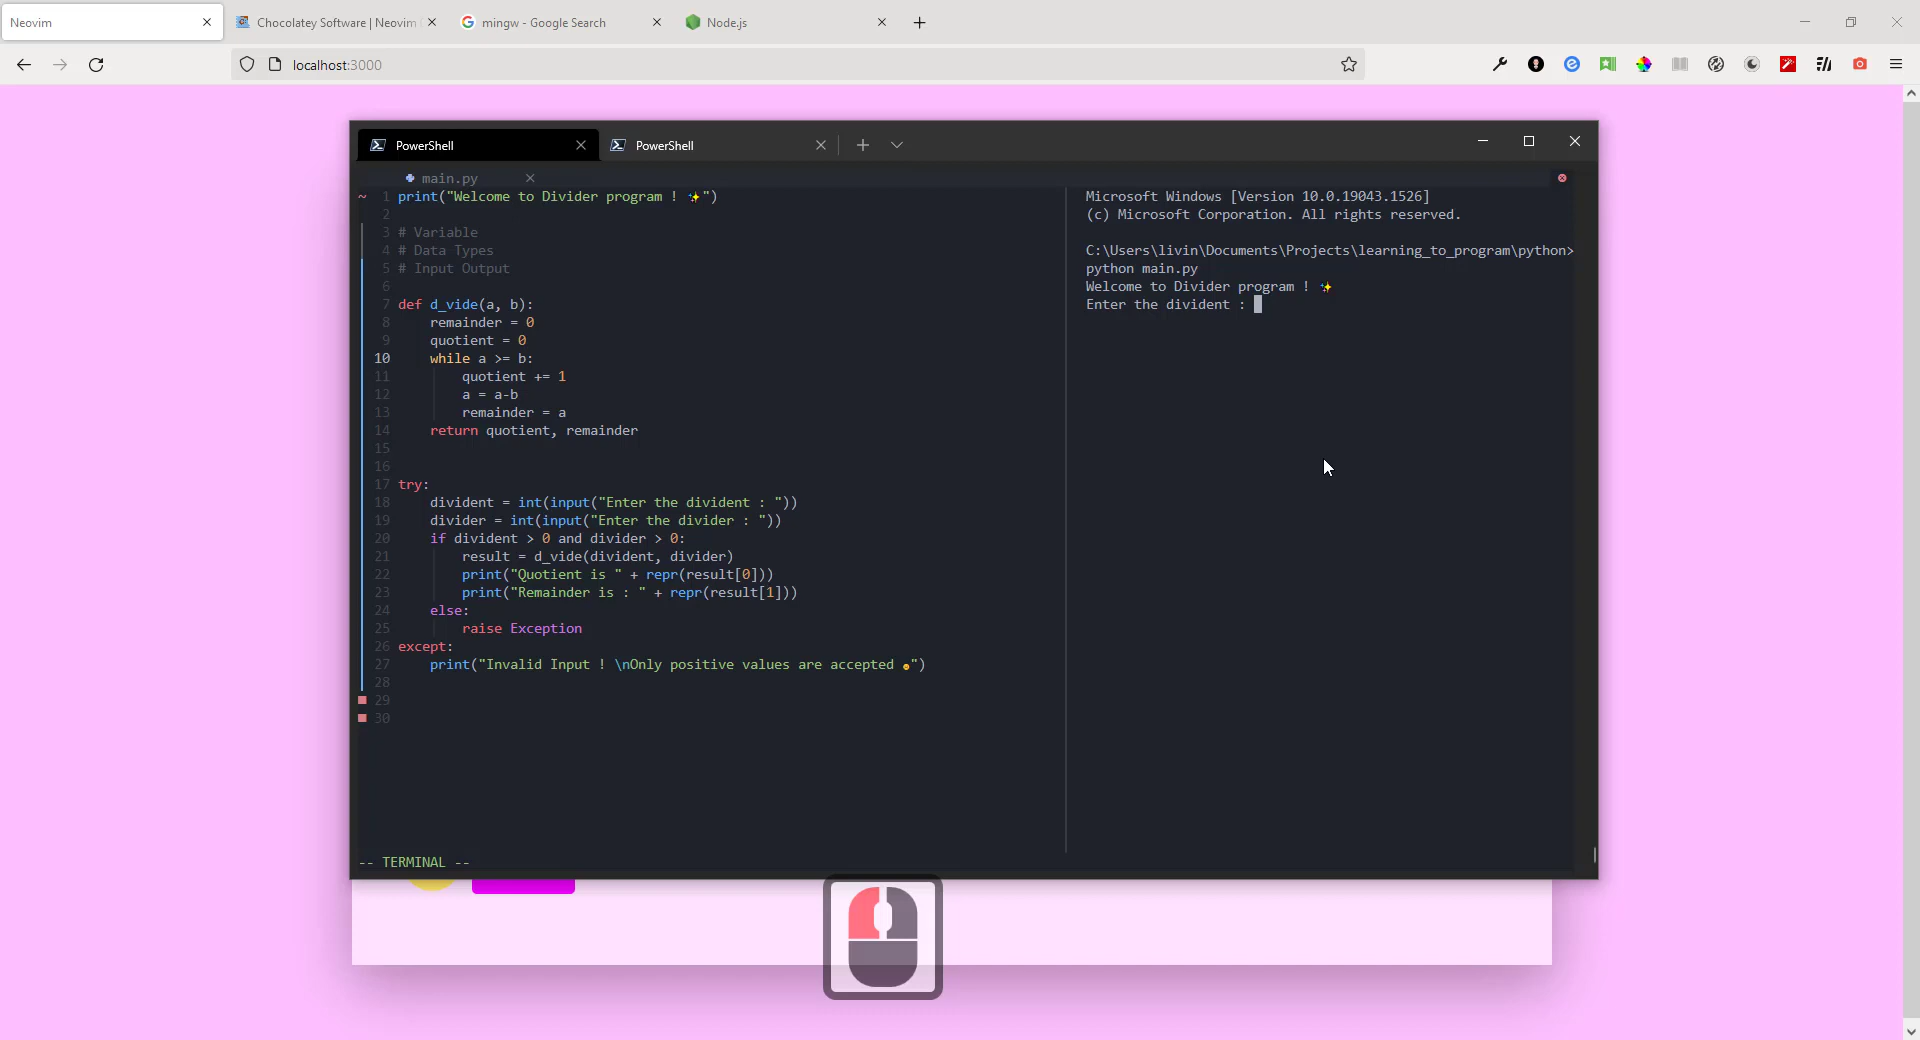 Neovim
Chocolatey Software | Neovim
mingw - Google Search
Node.js
localhost:3000
PowerShell
PowerShell
main.py
~ 1 print("Welcome to Divider program ! ✨")
2
3 # Variable
4 # Data Types
5 # Input Output
6
7 def d_vide(a, b):
8 remainder = 0
9 quotient = 0
10 while a >= b:
11 quotient += 1
12 a = a-b
13 remainder = a
14 return quotient, remainder
15
16
17 try:
18 divident = int(input("Enter the divident : "))
19 divider = int(input("Enter the divider : "))
20 if divident > 0 and divider > 0:
21 result = d_vide(divident, divider)
22 print("Quotient is " + repr(result[0]))
23 print("Remainder is : " + repr(result[1]))
24 else:
25 raise Exception
26 except:
27 print("Invalid Input ! \nOnly positive values are accepted ")
28
29
30
Microsoft Windows [Version 10.0.19043.1526]
(c) Microsoft Corporation. All rights reserved.
C:\Users\livin\Documents\Projects\learning_to_program\python>
python main.py
Welcome to Divider program ! ✨
Enter the divident :
-- TERMINAL --